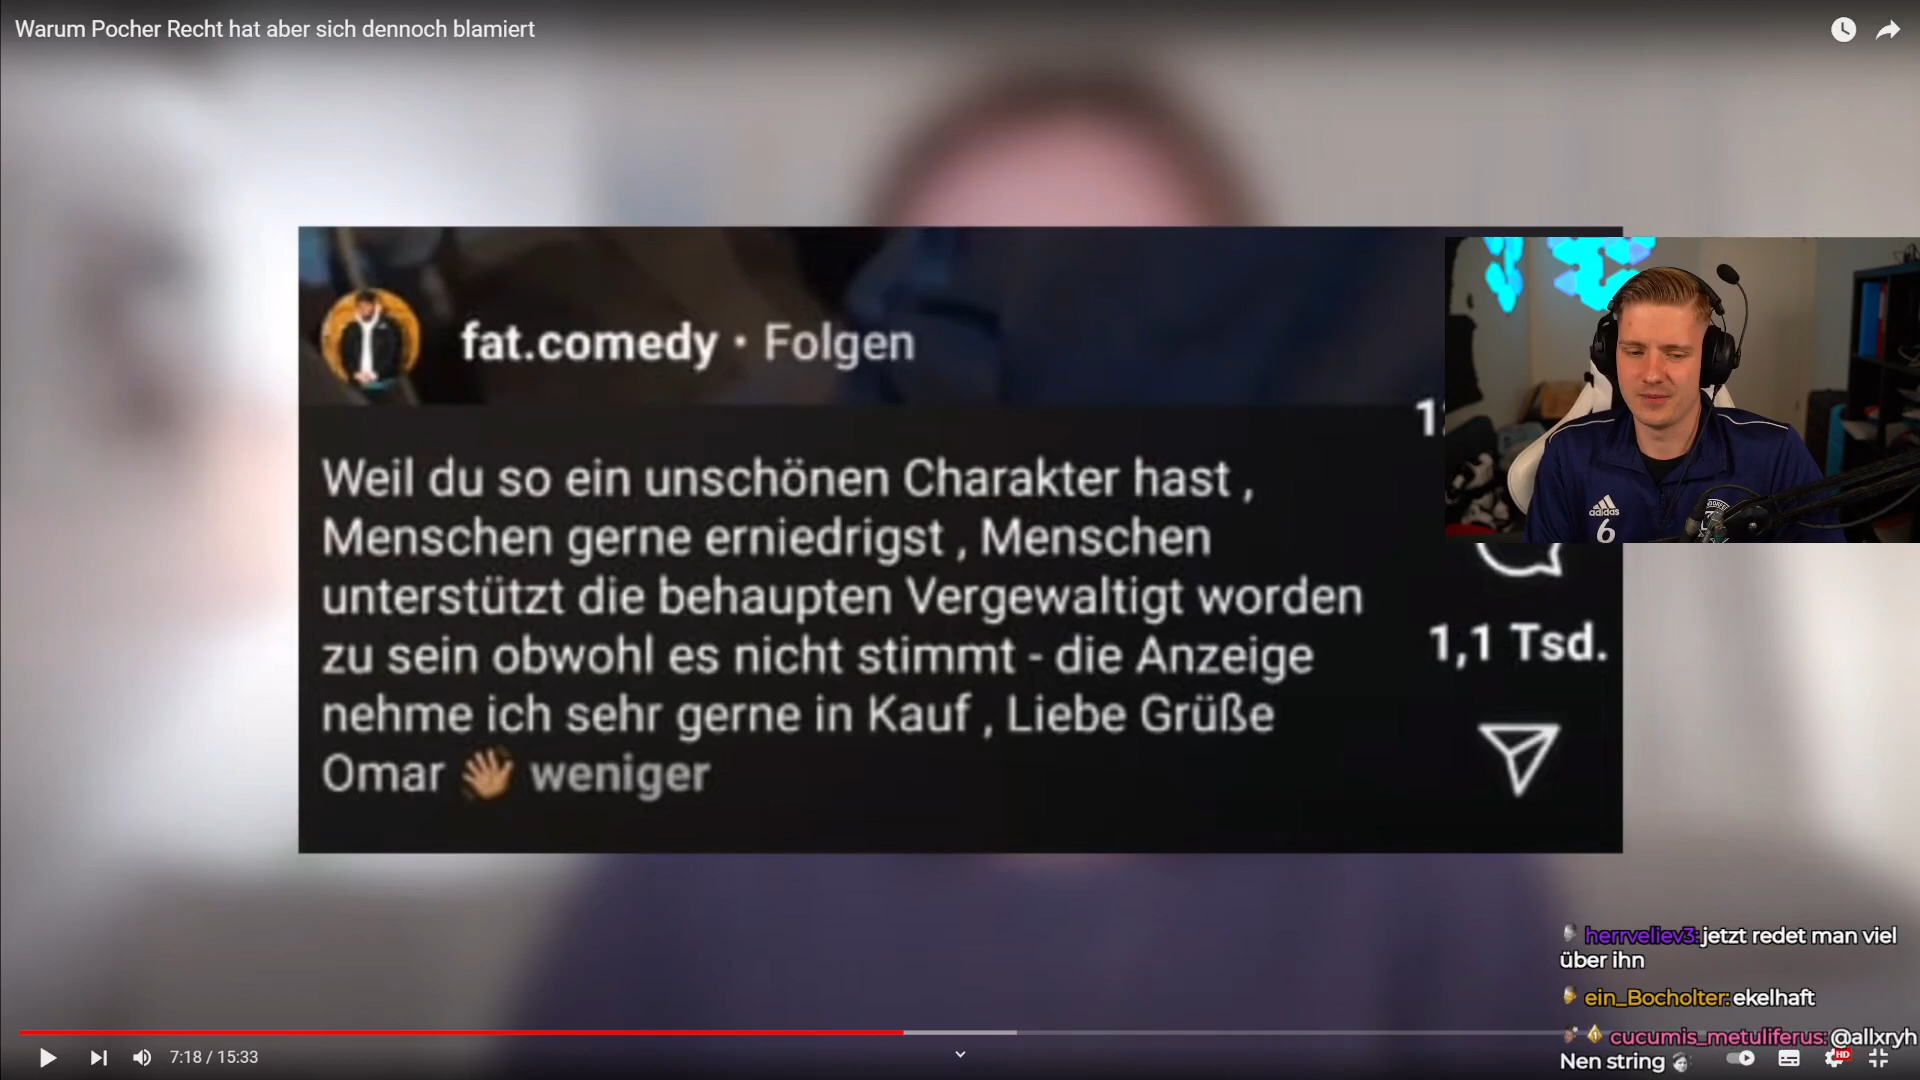 Warum Pocher Recht hat aber sich dennoch blamiert
fat.comedy • Folgen
Weil du so ein unschönen Charakter hast ,
Menschen gerne erniedrigst , Menschen
unterstützt die behaupten Vergewaltigt worden
zu sein obwohl es nicht stimmt - die Anzeige
nehme ich sehr gerne in Kauf , Liebe Grüße
Omar 👋🏽 weniger
1,1 Tsd.
adidas
6
herrveliev3: jetzt redet man viel
über ihn
ein_Bocholter: ekelhaft
cucumis_metuliferus: @allxryh
Nen string
7:18 / 15:33
HD